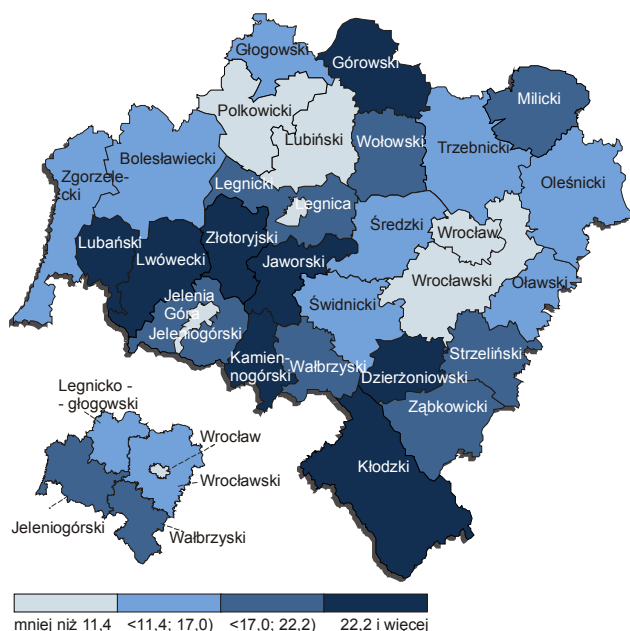 Głogowski
Górowski
Milicki
Polkowicki
Lubiński
Wołowski
Trzebnicki
Bolesławiecki
Zgorzele-
cki
Legnicki
Legnica
Oleśnicki
Średzki
Wrocław
Lubański
Złotoryjski
Lwówecki
Jaworski
Wrocławski
Oławski
Jelenia
Góra
Jeleniogórski
Świdnicki
Kamien-
nogórski
Wałbrzyski
Strzeliński
Dzierżoniowski
Ząbkowicki
Kłodzki
Legnicko -
- głogowski
Wrocław
Wrocławski
Jeleniogórski
Wałbrzyski
mniej niż 11,4 <11,4; 17,0) <17,0; 22,2) 22,2 i wiecej